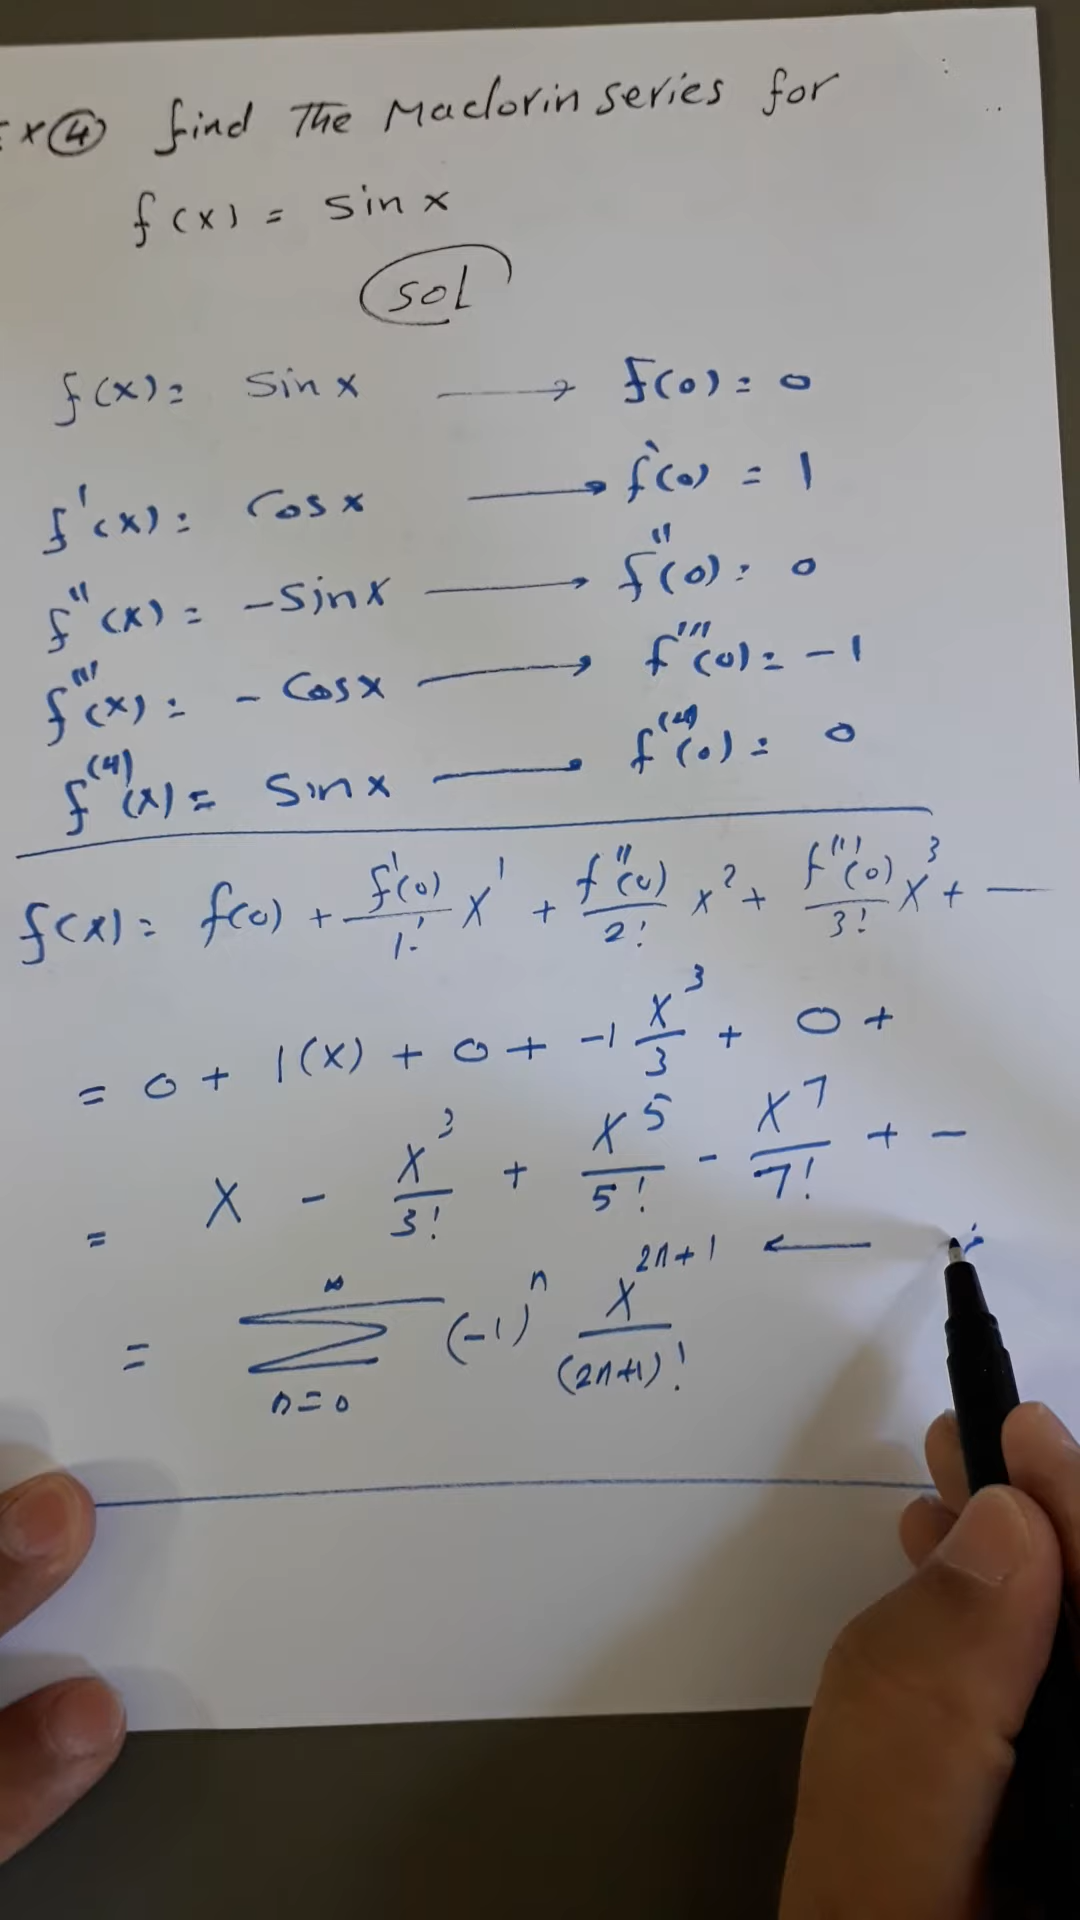 Ex ④ find The Maclorin series for
f(x) = sin x
sol
f(x) = sin x ⟶ f(0) = 0
f'(x) = cos x ⟶ f'(0) = 1
f''(x) = -sin x ⟶ f''(0) = 0
f'''(x) = - cos x ⟶ f'''(0) = -1
f⁽⁴⁾(x) = sin x ⟶ f⁽⁴⁾(0) = 0
f(x) = f(0) + f'(0)/1! x¹ + f''(0)/2! x² + f'''(0)/3! x³ + —
= 0 + 1(x) + 0 + -1 x³/3 + 0 +
= x - x³/3! + x⁵/5! - x⁷/7! + -
= ∑_{n=0}^{∞} (-1)ⁿ x^{2n+1}/(2n+1)! ⟵